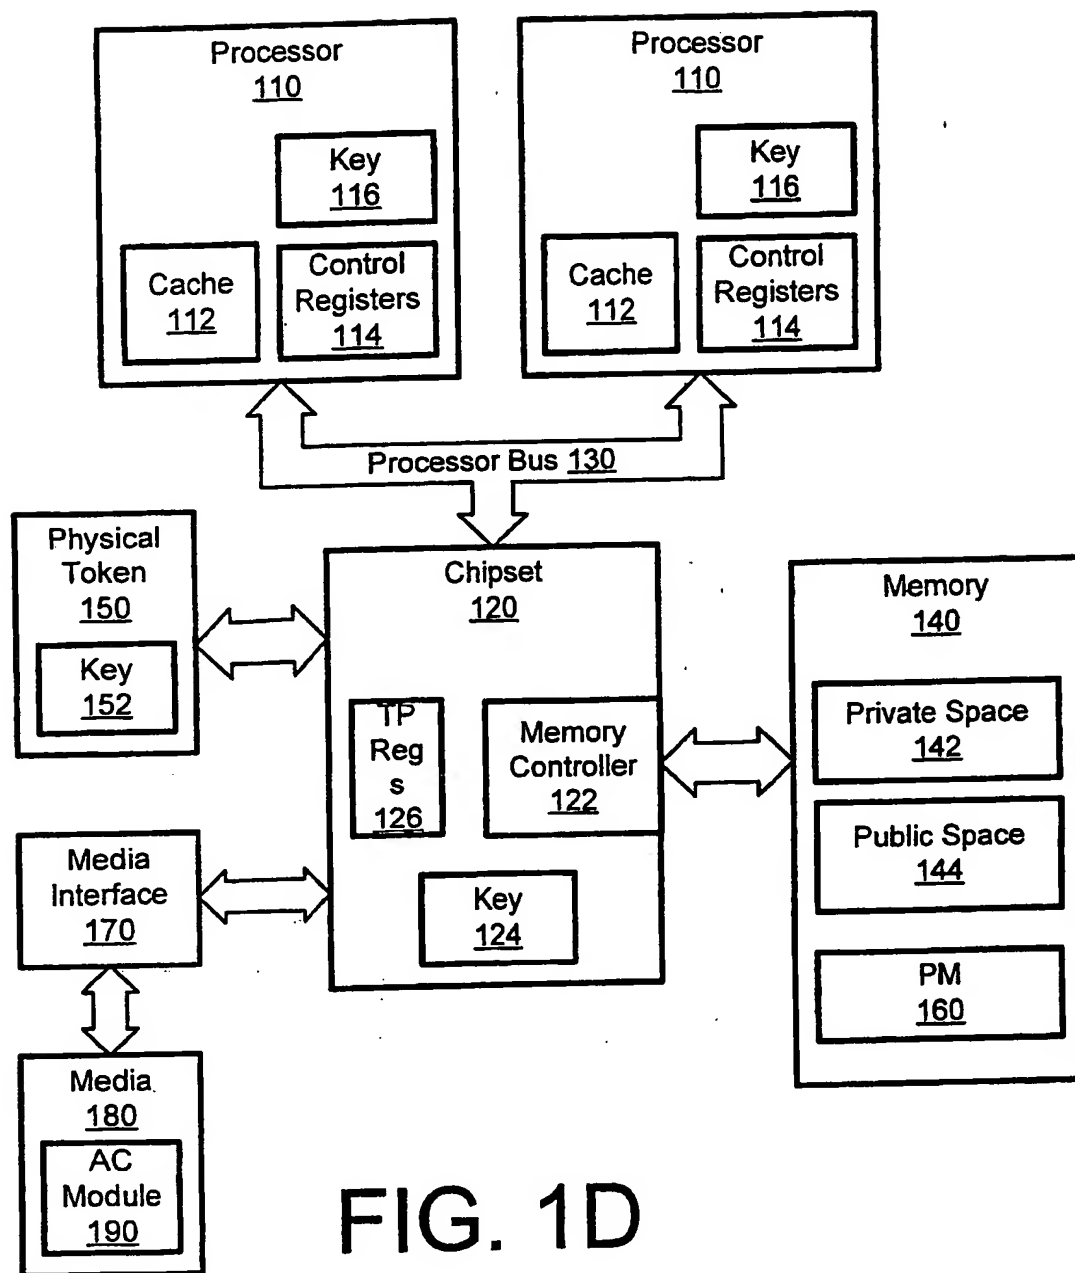 Processor
110
Key
116
Cache
112
Control
Registers
114
Processor
110
Key
116
Cache
112
Control
Registers
114
Processor Bus 130
Physical
Token
150
Key
152
Chipset
120
TP
Reg
s
126
Memory
Controller
122
Key
124
Memory
140
Private Space
142
Public Space
144
PM
160
Media
Interface
170
Media
180
AC
Module
190
FIG. 1D